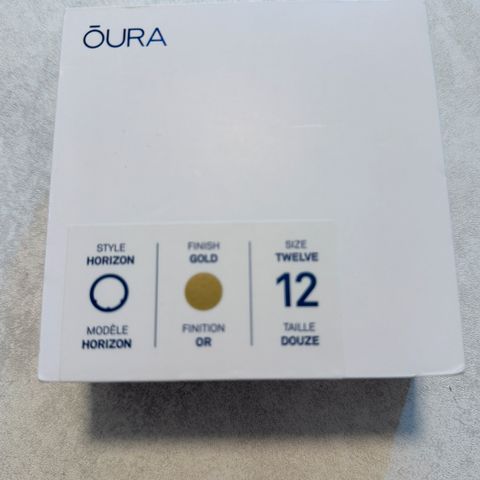 ŌURA
STYLE
HORIZON
MODÈLE
HORIZON
FINISH
GOLD
FINITION
OR
SIZE
TWELVE
12
TAILLE
DOUZE